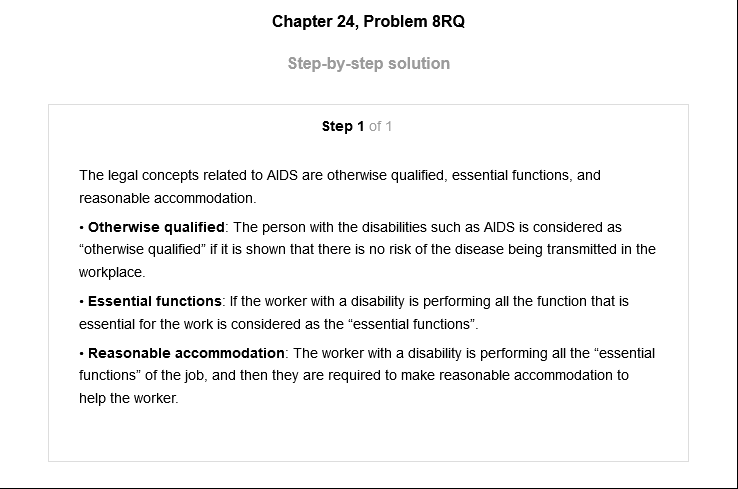 Chapter 24, Problem 8RQ
Step-by-step solution
Step 1 of 1
The legal concepts related to AIDS are otherwise qualified, essential functions, and
reasonable accommodation.
• Otherwise qualified: The person with the disabilities such as AIDS is considered as
“otherwise qualified” if it is shown that there is no risk of the disease being transmitted in the
workplace.
• Essential functions: If the worker with a disability is performing all the function that is
essential for the work is considered as the “essential functions”.
• Reasonable accommodation: The worker with a disability is performing all the “essential
functions” of the job, and then they are required to make reasonable accommodation to
help the worker.